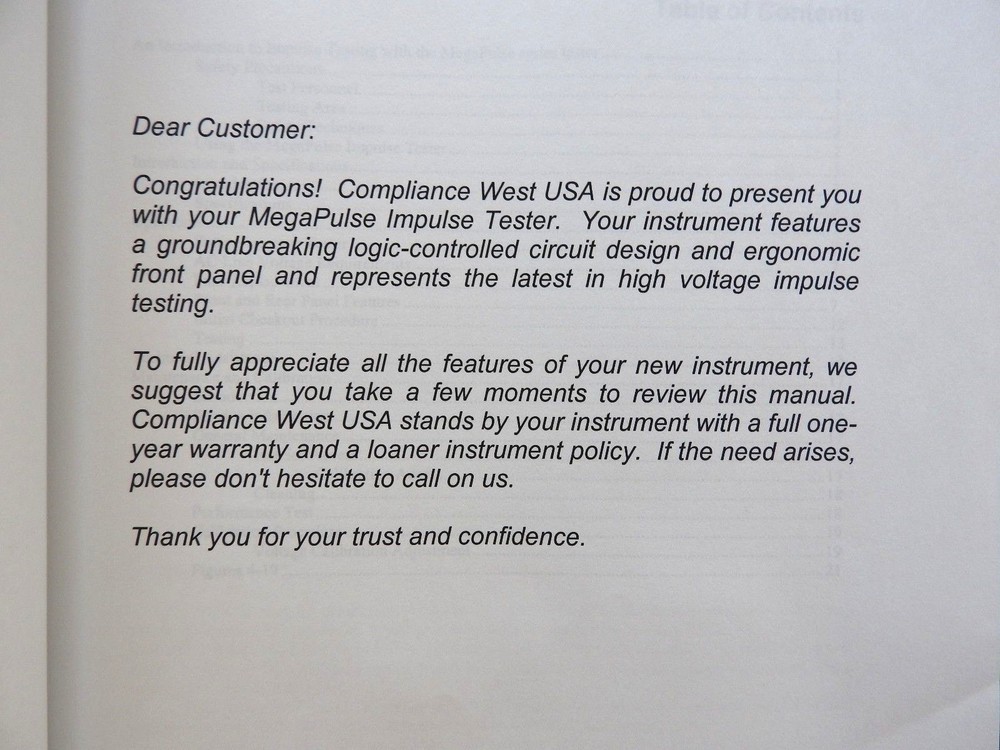 Table of Contents
Dear Customer:
Congratulations!  Compliance West USA is proud to present you
with your MegaPulse Impulse Tester.  Your instrument features
a groundbreaking logic-controlled circuit design and ergonomic
front panel and represents the latest in high voltage impulse
testing.
To fully appreciate all the features of your new instrument, we
suggest that you take a few moments to review this manual.
Compliance West USA stands by your instrument with a full one-
year warranty and a loaner instrument policy.  If the need arises,
please don't hesitate to call on us.
Thank you for your trust and confidence.